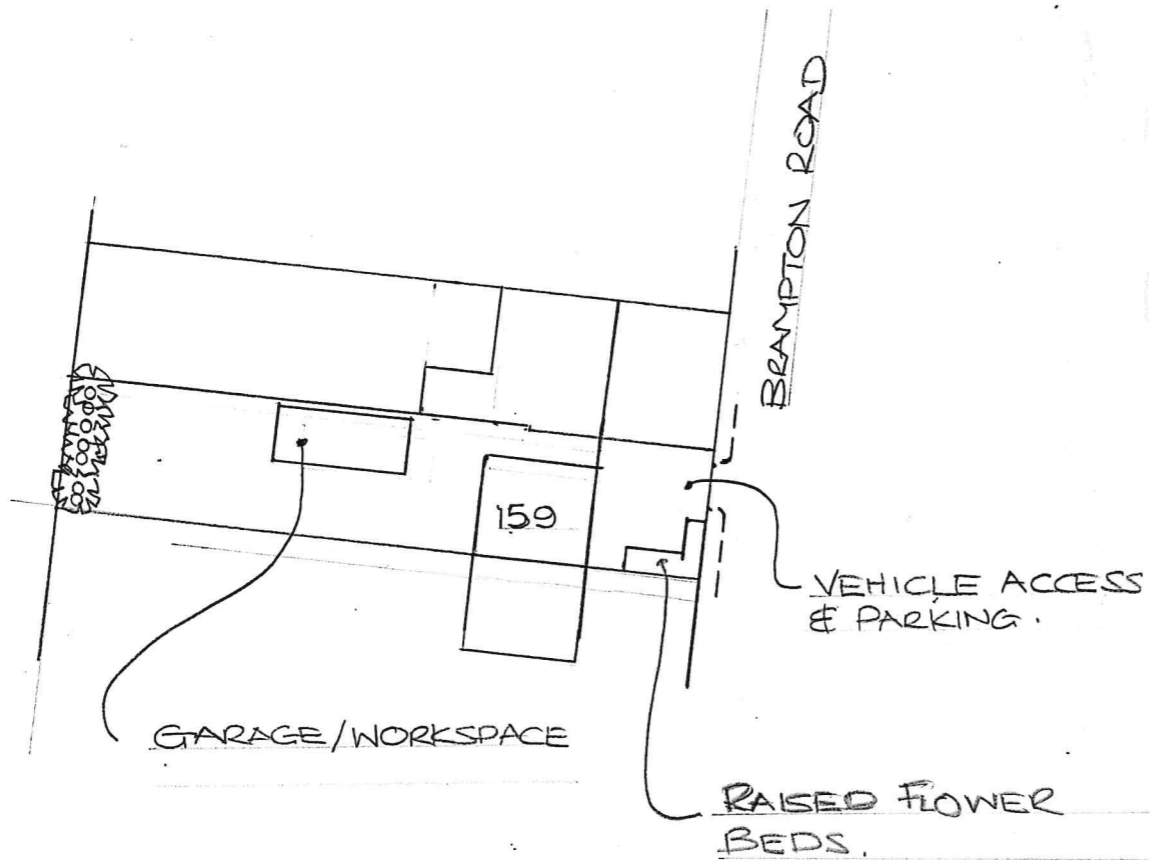 BRAMPTON ROAD
159
VEHICLE ACCESS
& PARKING.
GARAGE/WORKSPACE
RAISED FLOWER
BEDS.